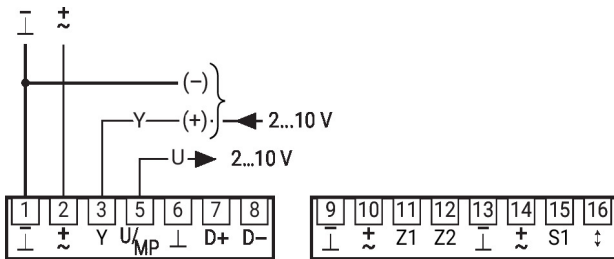 − +
⊥ ~
(−)
Y (+) 2...10 V
U 2...10 V
1 2 3 5 6 7 8 9 10 11 12 13 14 15 16
⊥̄ ± ~ Y U/MP ⊥ D+ D− ⊥̄ ± ~ Z1 Z2 ⊥̄ ± ~ S1 ↕